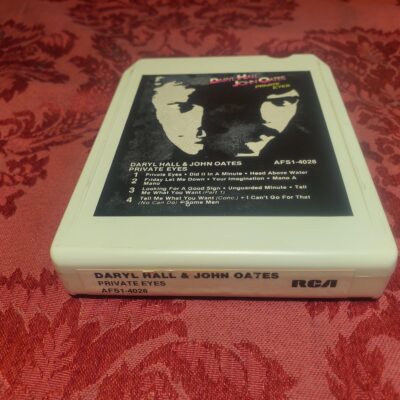 DARYL HALL
JOHN OATES
PRIVATE
EYES
DARYL HALL & JOHN OATES AFS1-4028
PRIVATE EYES
1 Private Eyes • Did It In A Minute • Head Above Water
2 Friday Let Me Down • Your Imagination • Mano A
Mano
3 Looking For A Good Sign • Unguarded Minute • Tell
Me What You Want (Part 1)
4 Tell Me What You Want (Conc.) • I Can't Go For That
(No Can Do) • Some Men
DARYL HALL & JOHN OATES
PRIVATE EYES RCA
AFS1-4028